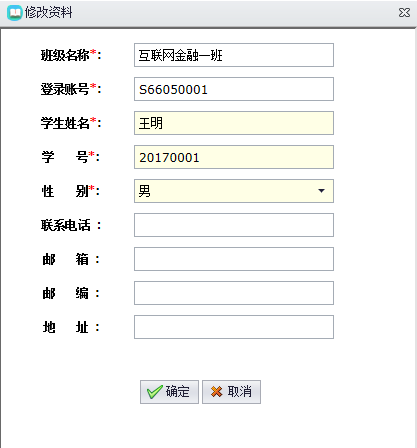 修改资料
班级名称*： 互联网金融一班
登录账号*： S66050001
学生姓名*： 王明
学 号*： 20170001
性 别*： 男
联系电话：
邮 箱：
邮 编：
地 址：
确定 取消